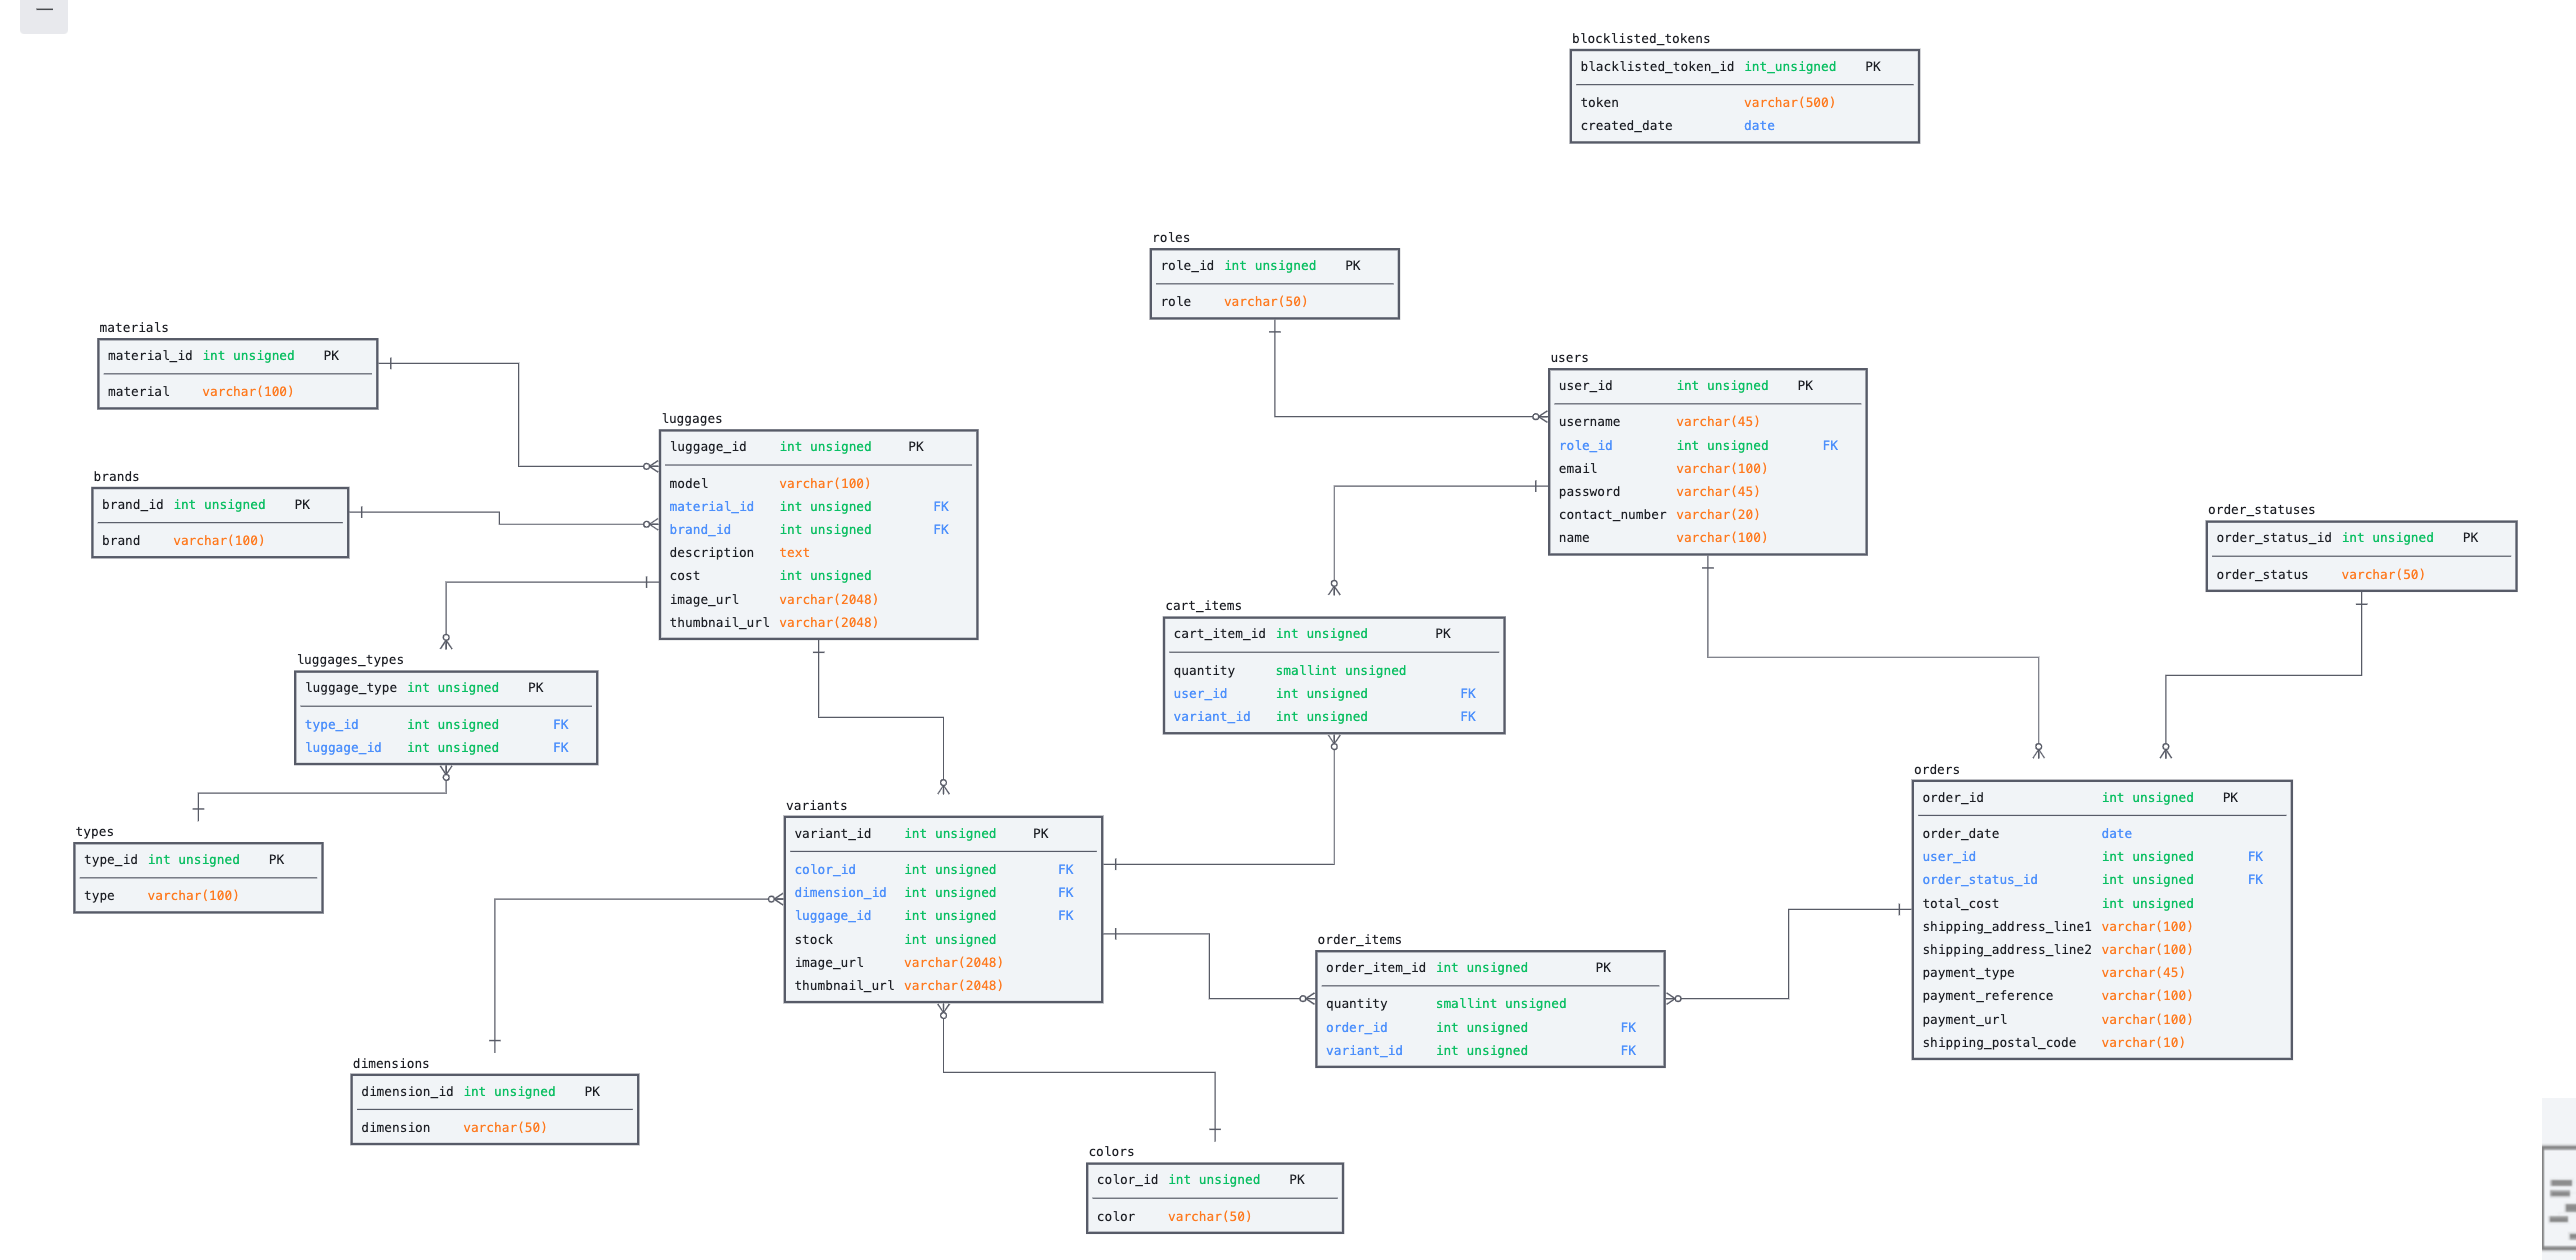 blocklisted_tokens
blacklisted_token_id int_unsigned PK
token varchar(500)
created_date date
roles
role_id int unsigned PK
role varchar(50)
materials
material_id int unsigned PK
material varchar(100)
users
user_id int unsigned PK
username varchar(45)
role_id int unsigned FK
email varchar(100)
password varchar(45)
contact_number varchar(20)
name varchar(100)
luggages
luggage_id int unsigned PK
model varchar(100)
material_id int unsigned FK
brand_id int unsigned FK
description text
cost int unsigned
image_url varchar(2048)
thumbnail_url varchar(2048)
brands
brand_id int unsigned PK
brand varchar(100)
order_statuses
order_status_id int unsigned PK
order_status varchar(50)
cart_items
cart_item_id int unsigned PK
quantity smallint unsigned
user_id int unsigned FK
variant_id int unsigned FK
luggages_types
luggage_type int unsigned PK
type_id int unsigned FK
luggage_id int unsigned FK
orders
order_id int unsigned PK
order_date date
user_id int unsigned FK
order_status_id int unsigned FK
total_cost int unsigned
shipping_address_line1 varchar(100)
shipping_address_line2 varchar(100)
payment_type varchar(45)
payment_reference varchar(100)
payment_url varchar(100)
shipping_postal_code varchar(10)
variants
variant_id int unsigned PK
color_id int unsigned FK
dimension_id int unsigned FK
luggage_id int unsigned FK
stock int unsigned
image_url varchar(2048)
thumbnail_url varchar(2048)
types
type_id int unsigned PK
type varchar(100)
order_items
order_item_id int unsigned PK
quantity smallint unsigned
order_id int unsigned FK
variant_id int unsigned FK
dimensions
dimension_id int unsigned PK
dimension varchar(50)
colors
color_id int unsigned PK
color varchar(50)